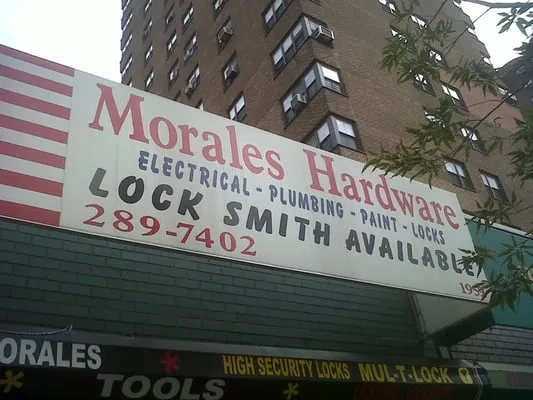 Morales Hardware
ELECTRICAL - PLUMBING - PAINT - LOCKS
LOCK SMITH AVAILABLE
289-7402
ORALES * HIGH SECURITY LOCKS MUL-T-LOCK
* TOOLS *